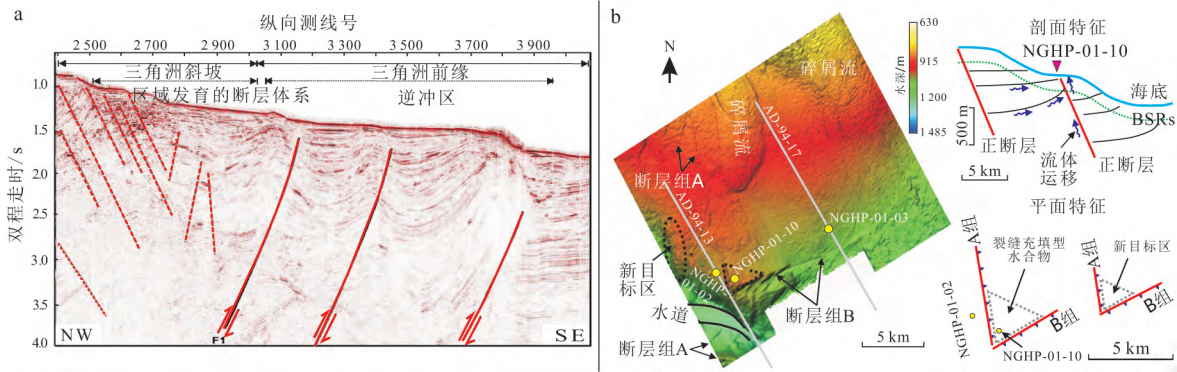 a
纵向测线号
2 500
2 700
2 900
3 100
3 300
3 500
3 700
3 900
三角洲斜坡
三角洲前缘
区域发育的断层体系
逆冲区
双程走时/s
1.0
1.5
2.0
2.5
3.0
3.5
4.0
NW
F1
SE
b
N
碎屑流
碎屑流
AD-94-17
断层组A
AD-94-13
NGHP-01-03
NGHP-01-10
NGHP-
01-02
新目
标区
水道
断层组B
断层组A
5 km
水深/m
630
915
1 200
1 485
剖面特征
NGHP-01-10
海底
BSRs
500 m
正断层
流体
运移
正断层
5 km
平面特征
A组
裂缝充填型
水合物
NGHP-01-02
B组
NGHP-01-10
A组
新目标区
B组
5 km